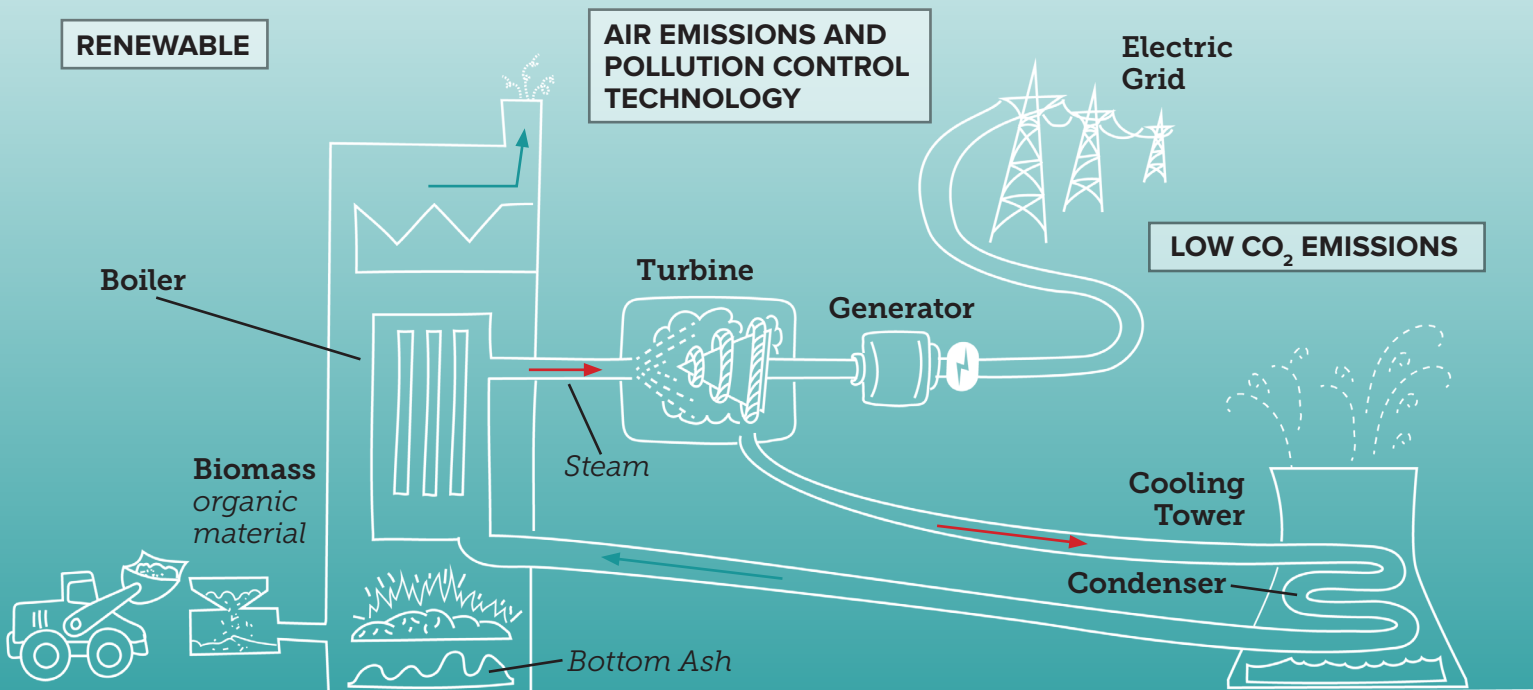 RENEWABLE
AIR EMISSIONS AND
POLLUTION CONTROL
TECHNOLOGY
Electric
Grid
LOW CO₂ EMISSIONS
Boiler
Turbine
Generator
Steam
Biomass
organic
material
Cooling
Tower
Condenser
Bottom Ash